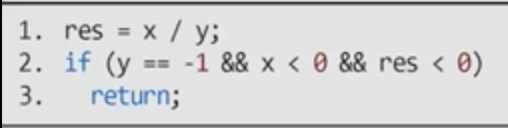 1. res = x / y;
2. if (y == -1 && x < 0 && res < 0)
3.   return;